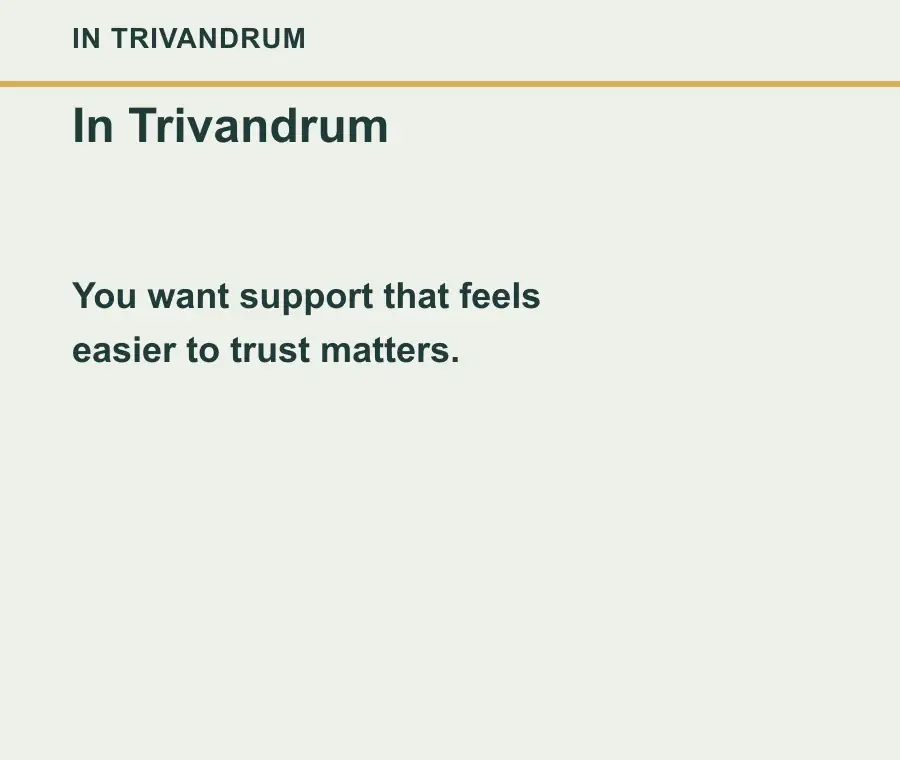 IN TRIVANDRUM
In Trivandrum
You want support that feels
easier to trust matters.